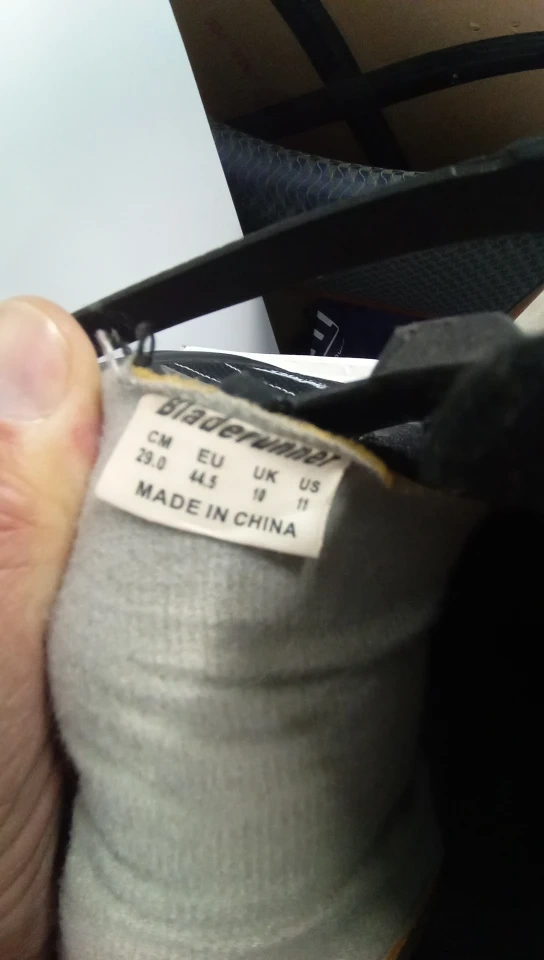 Bladerunner
CM EU UK US
29.0 44.5 10 11
MADE IN CHINA